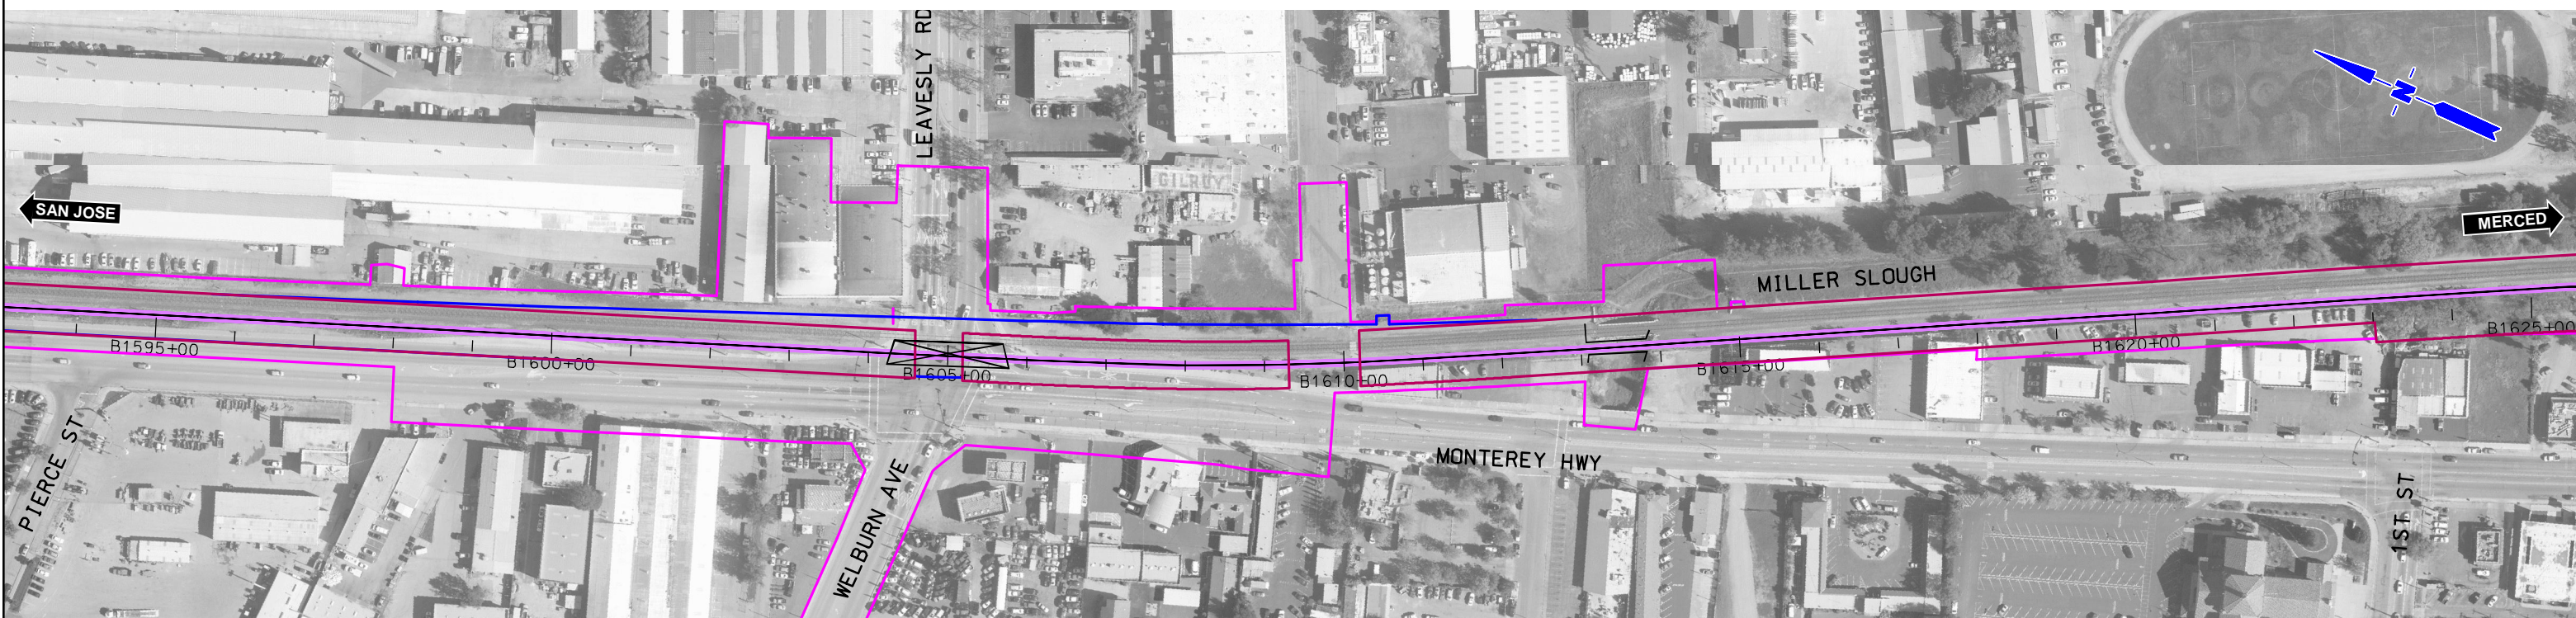 LEAVESLY RD
GILROY
SAN JOSE
MERCED
N
MILLER SLOUGH
B1595+00
B1600+00
B1605+00
B1610+00
B1615+00
B1620+00
B1625+00
PIERCE ST
WELBURN AVE
MONTEREY HWY
1ST ST